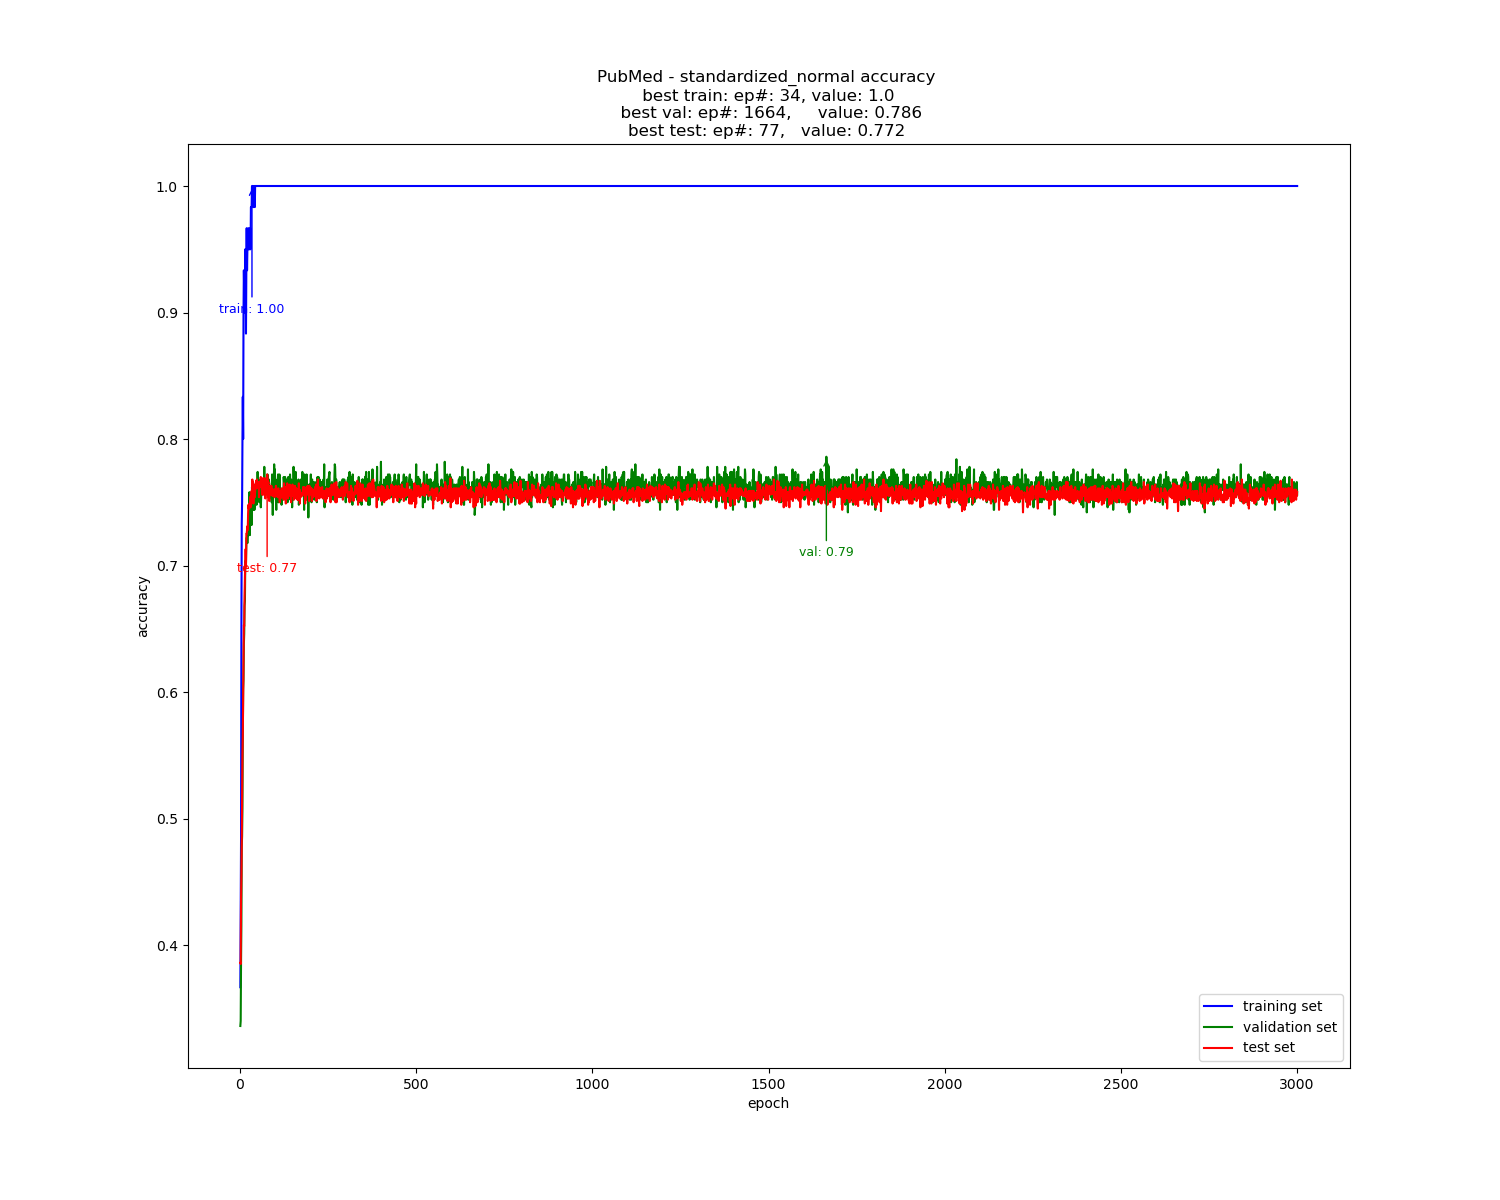 PubMed - standardized_normal accuracy
best train: ep#: 34, value: 1.0
best val: ep#: 1664, value: 0.786
best test: ep#: 77, value: 0.772
1.0
0.9
0.8
0.7
0.6
0.5
0.4
accuracy
train: 1.00
test: 0.77
val: 0.79
training set
validation set
test set
0 500 1000 1500 2000 2500 3000
epoch